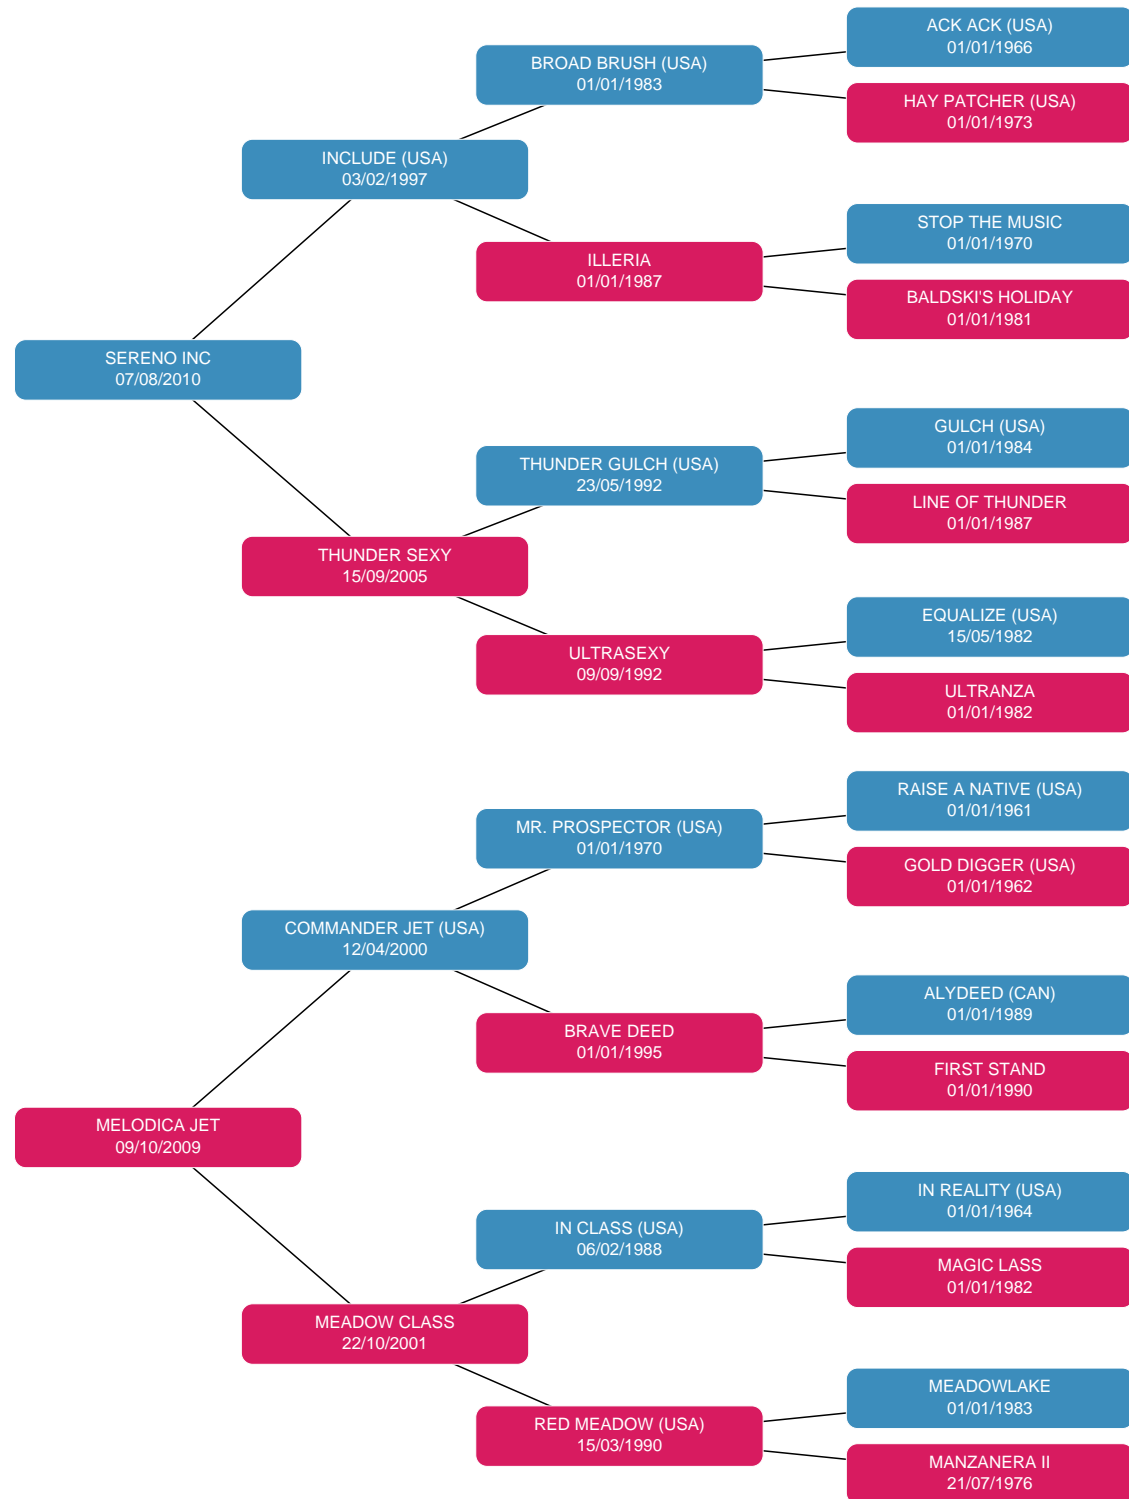 ACK ACK (USA)
01/01/1966
BROAD BRUSH (USA)
01/01/1983
HAY PATCHER (USA)
01/01/1973
INCLUDE (USA)
03/02/1997
STOP THE MUSIC
01/01/1970
ILLERIA
01/01/1987
BALDSKI'S HOLIDAY
01/01/1981
SERENO INC
07/08/2010
GULCH (USA)
01/01/1984
THUNDER GULCH (USA)
23/05/1992
LINE OF THUNDER
01/01/1987
THUNDER SEXY
15/09/2005
EQUALIZE (USA)
15/05/1982
ULTRASEXY
09/09/1992
ULTRANZA
01/01/1982
RAISE A NATIVE (USA)
01/01/1961
MR. PROSPECTOR (USA)
01/01/1970
GOLD DIGGER (USA)
01/01/1962
COMMANDER JET (USA)
12/04/2000
ALYDEED (CAN)
01/01/1989
BRAVE DEED
01/01/1995
FIRST STAND
01/01/1990
MELODICA JET
09/10/2009
IN REALITY (USA)
01/01/1964
IN CLASS (USA)
06/02/1988
MAGIC LASS
01/01/1982
MEADOW CLASS
22/10/2001
MEADOWLAKE
01/01/1983
RED MEADOW (USA)
15/03/1990
MANZANERA II
21/07/1976